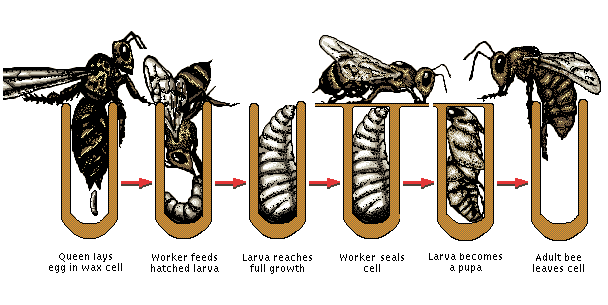 Queen lays
egg in wax cell
Worker feeds
hatched larva
Larva reaches
full growth
Worker seals
cell
Larva becomes
a pupa
Adult bee
leaves cell